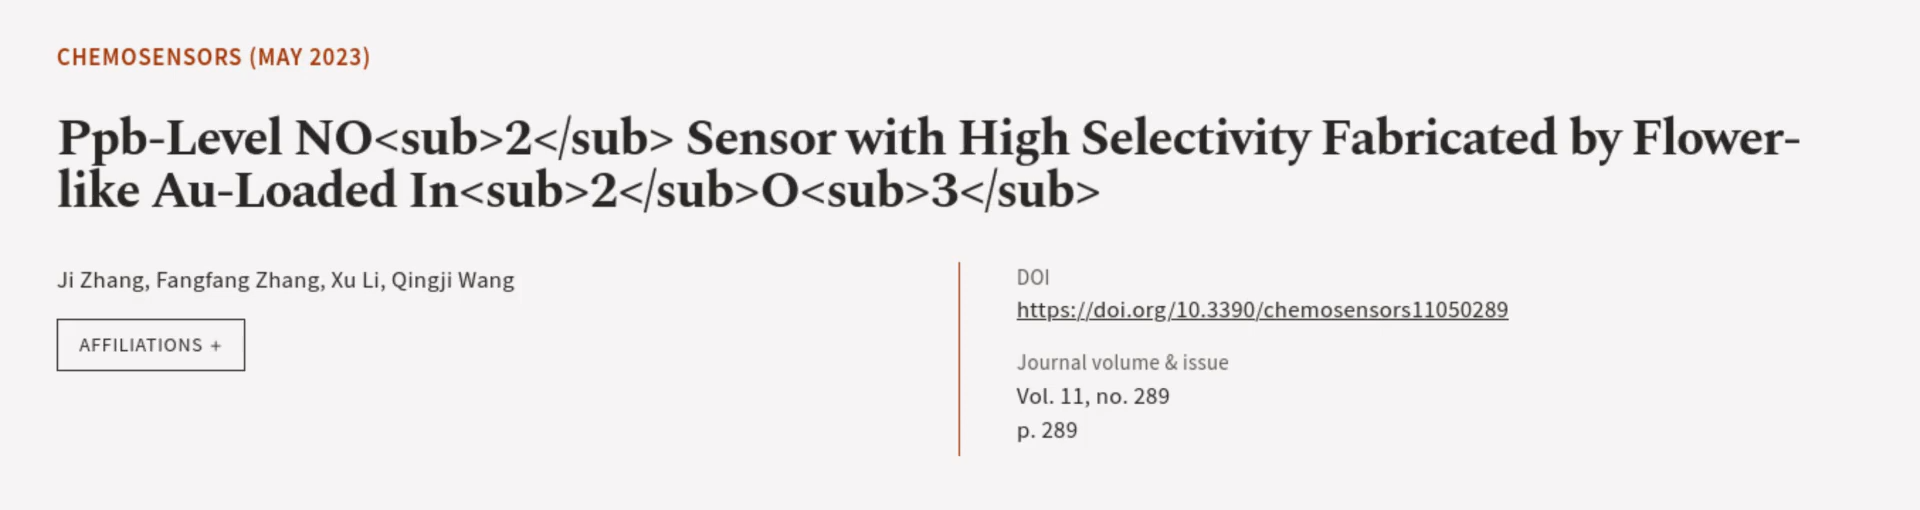 CHEMOSENSORS (MAY 2023)
Ppb-Level NO<sub>2</sub> Sensor with High Selectivity Fabricated by Flower-
like Au-Loaded In<sub>2</sub>O<sub>3</sub>
Ji Zhang, Fangfang Zhang, Xu Li, Qingji Wang
AFFILIATIONS +
DOI
https://doi.org/10.3390/chemosensors11050289
Journal volume & issue
Vol. 11, no. 289
p. 289